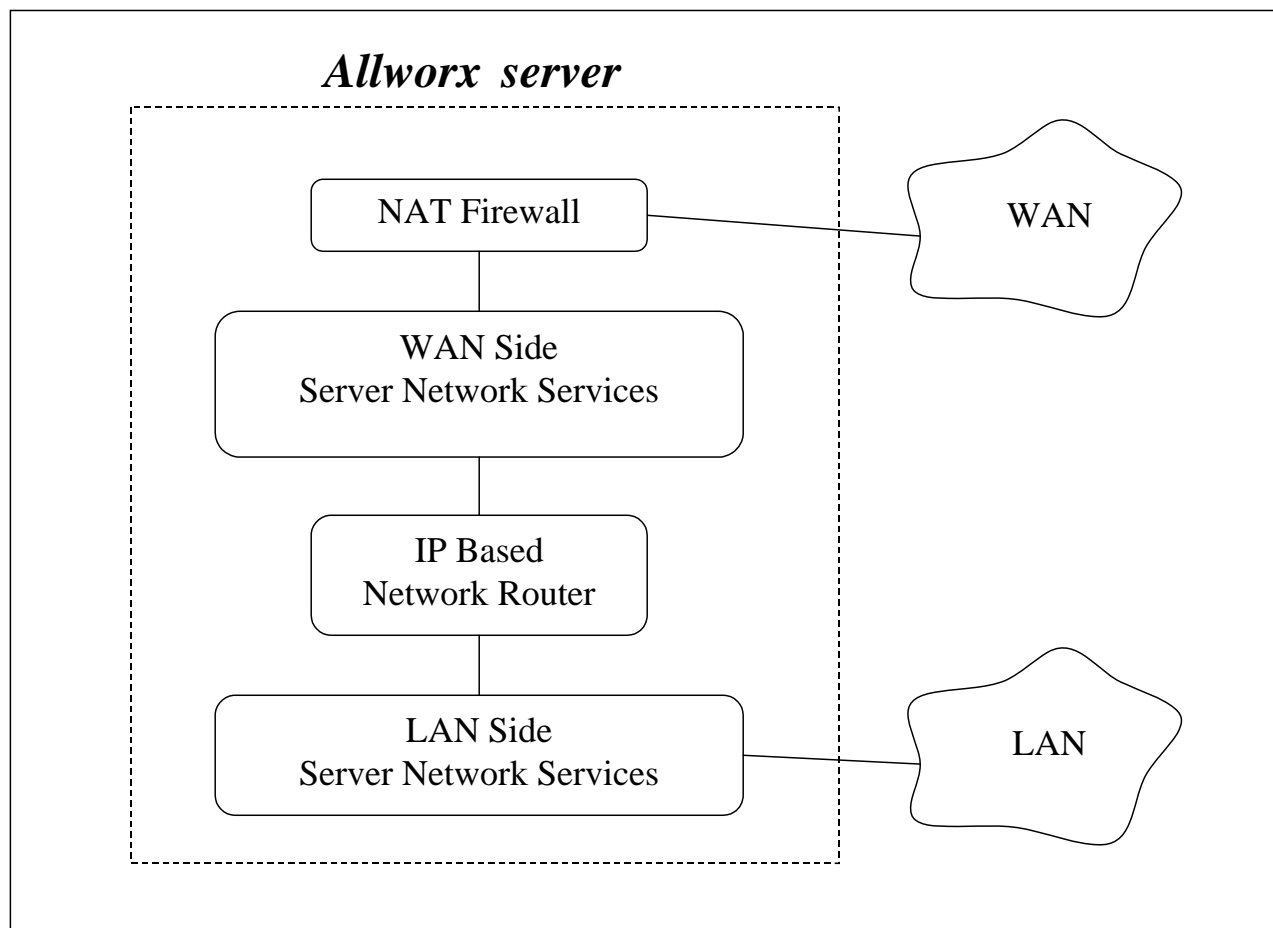 Allworx server
NAT Firewall
WAN
WAN Side
Server Network Services
IP Based
Network Router
LAN Side
Server Network Services
LAN